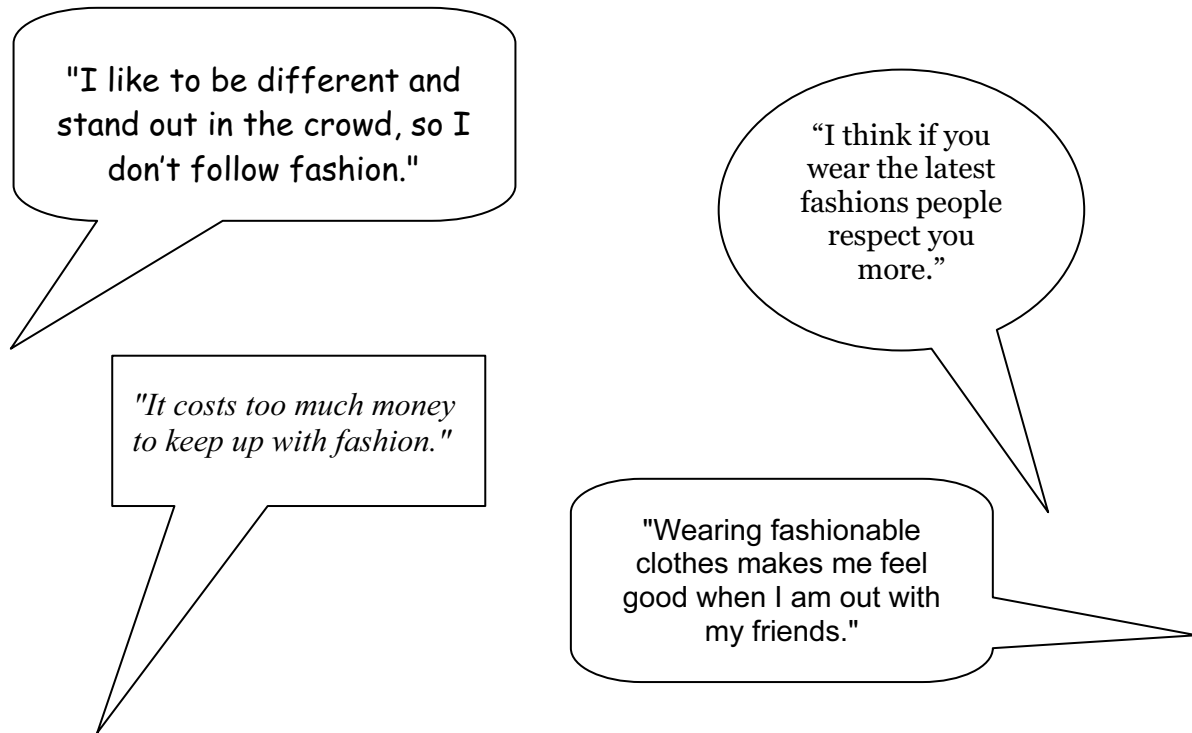 "I like to be different and
stand out in the crowd, so I
don't follow fashion."
“I think if you
wear the latest
fashions people
respect you
more.”
"It costs too much money
to keep up with fashion."
"Wearing fashionable
clothes makes me feel
good when I am out with
my friends."